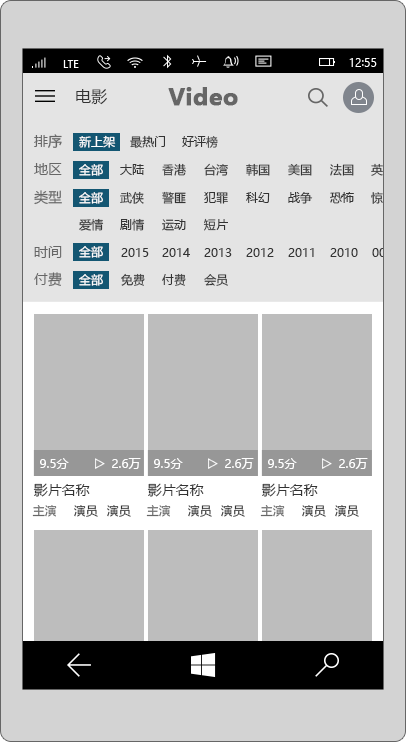 LTE 12:55
电影 Video
排序 新上架 最热门 好评榜
地区 全部 大陆 香港 台湾 韩国 美国 法国 英
类型 全部 武侠 警匪 犯罪 科幻 战争 恐怖 惊
爱情 剧情 运动 短片
时间 全部 2015 2014 2013 2012 2011 2010 00
付费 全部 免费 付费 会员
9.5分 2.6万 9.5分 2.6万 9.5分 2.6万
影片名称 影片名称 影片名称
主演 演员 演员 主演 演员 演员 主演 演员 演员